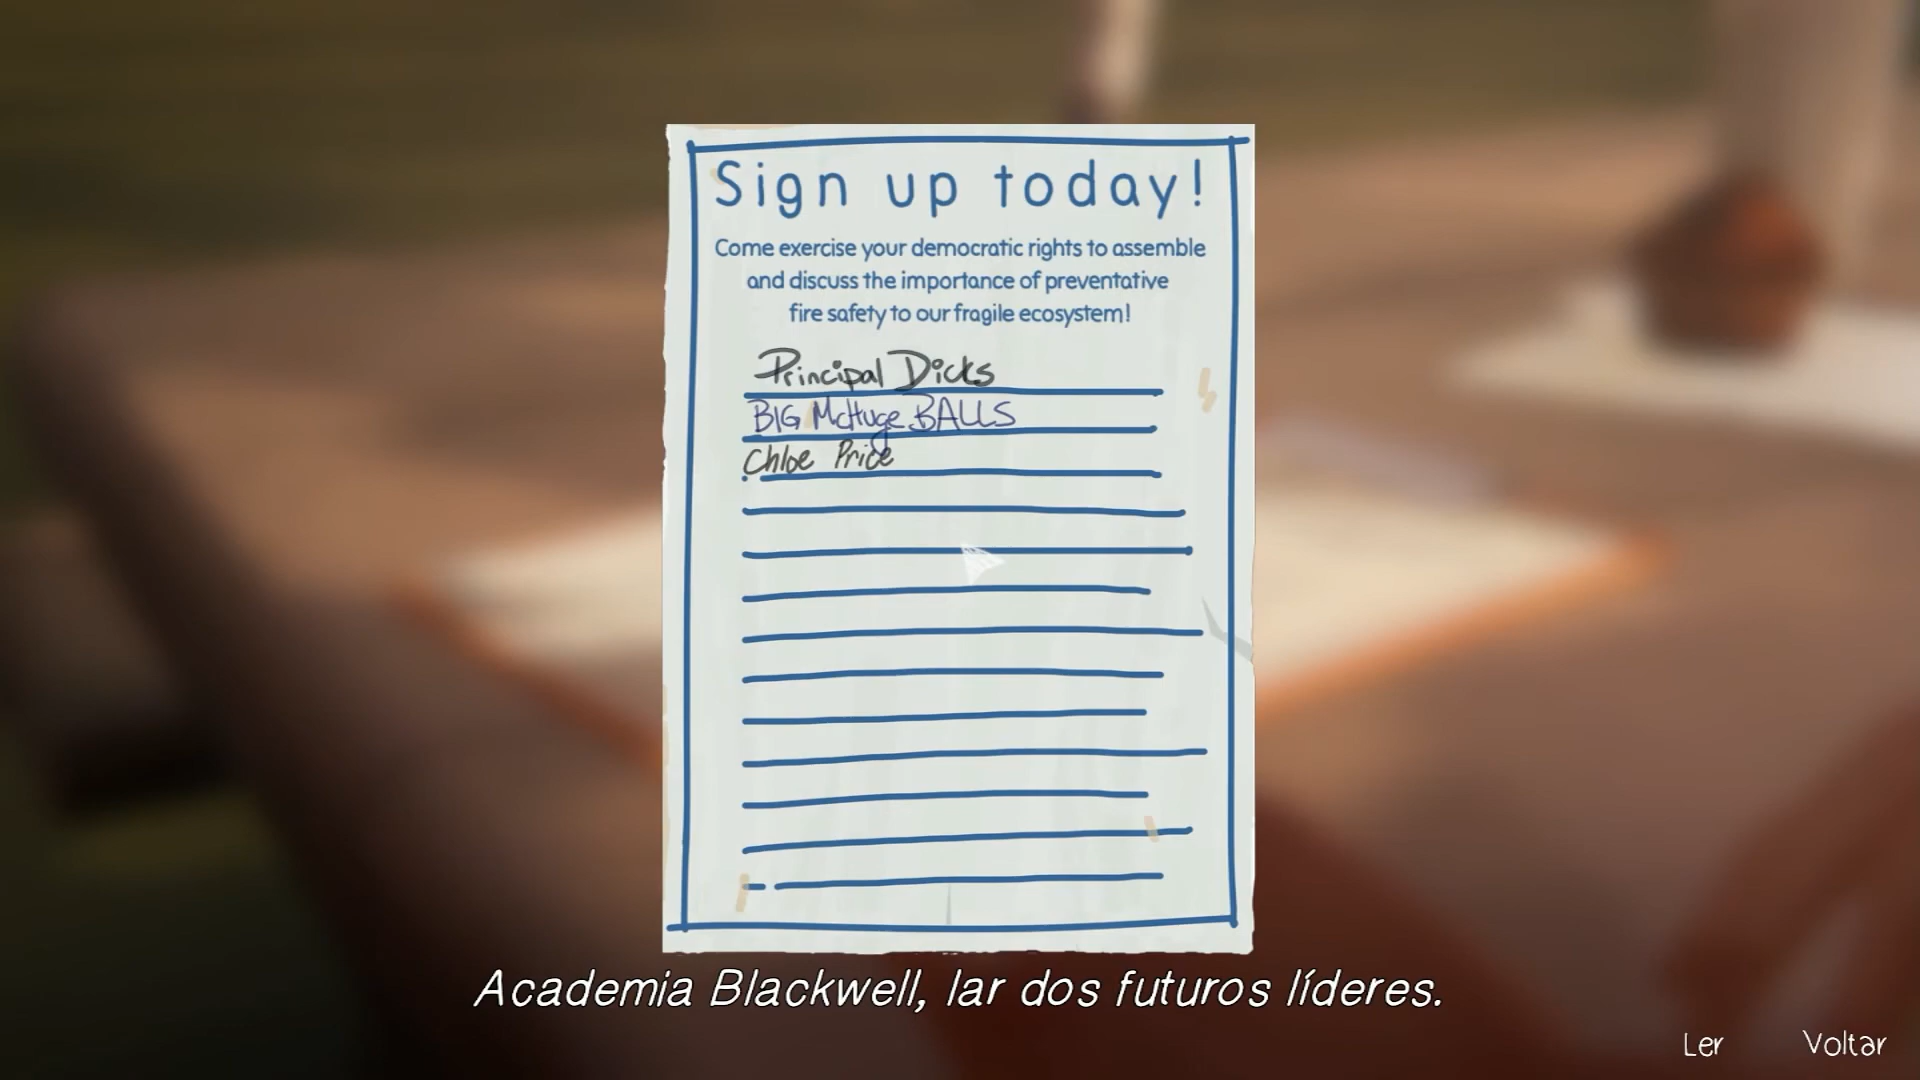 Sign up today!
Come exercise your democratic rights to assemble
and discuss the importance of preventative
fire safety to our fragile ecosystem!
Principal Dicks
BIG McHuge BALLS
Chloe Price
Academia Blackwell, lar dos futuros líderes.
Ler Voltar